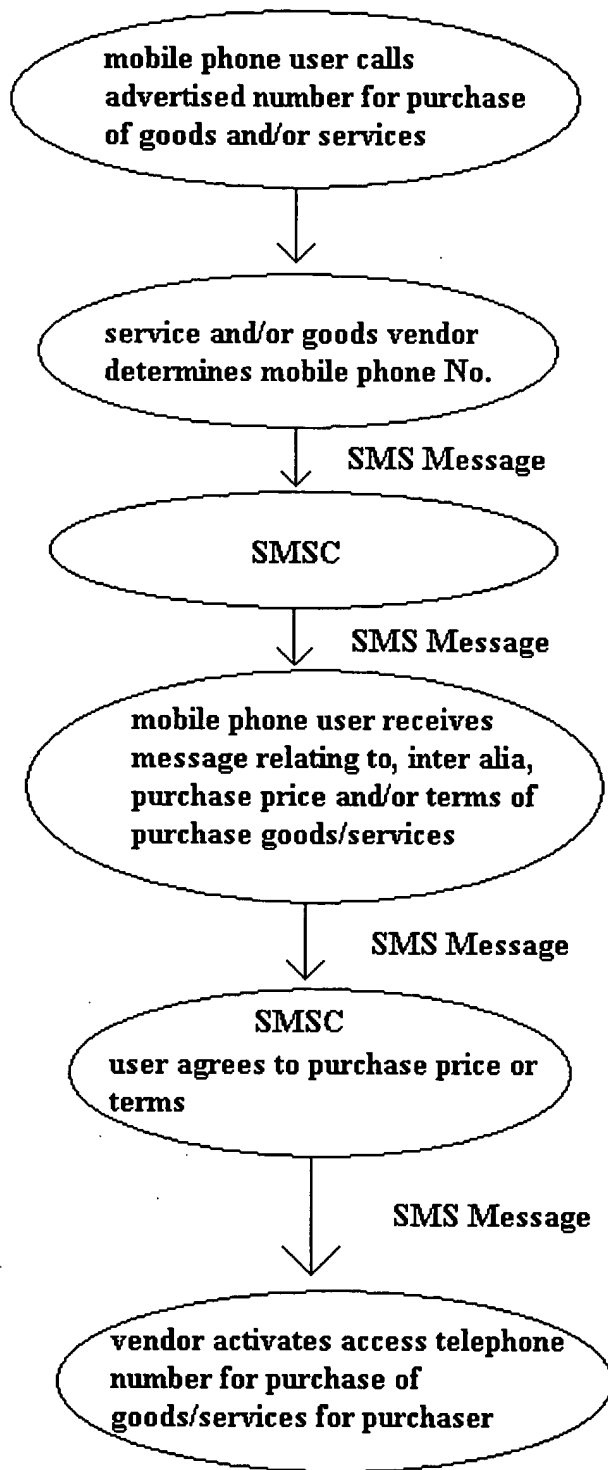 mobile phone user calls
advertised number for purchase
of goods and/or services
service and/or goods vendor
determines mobile phone No.
SMS Message
SMSC
SMS Message
mobile phone user receives
message relating to, inter alia,
purchase price and/or terms of
purchase goods/services
SMS Message
SMSC
user agrees to purchase price or
terms
SMS Message
vendor activates access telephone
number for purchase of
goods/services for purchaser